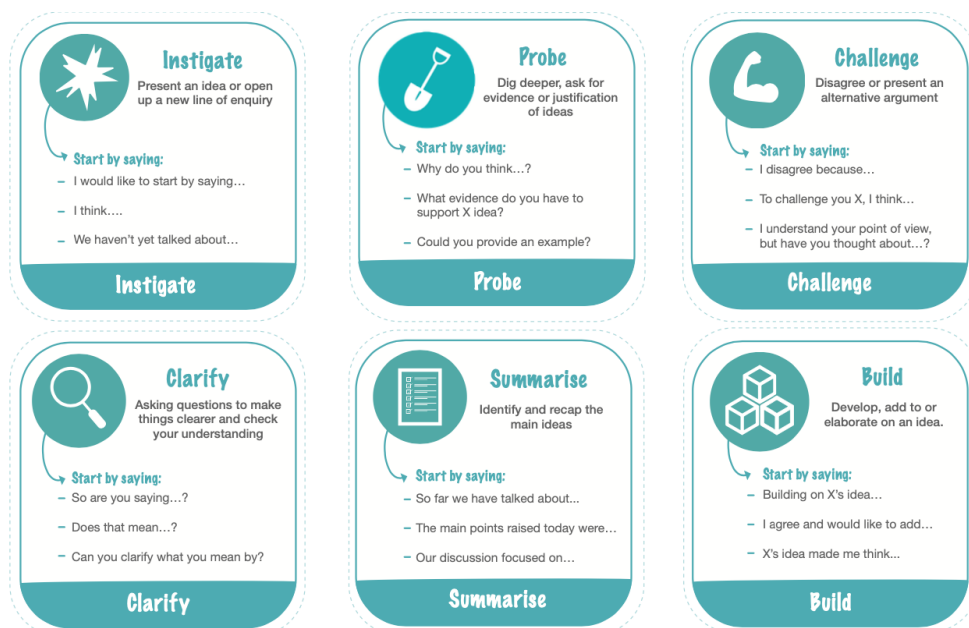 Instigate
Present an idea or open
up a new line of enquiry
Start by saying:
– I would like to start by saying…
– I think….
– We haven't yet talked about…
Instigate
Probe
Dig deeper, ask for
evidence or justification
of ideas
Start by saying:
– Why do you think…?
– What evidence do you have to
support X idea?
– Could you provide an example?
Probe
Challenge
Disagree or present an
alternative argument
Start by saying:
– I disagree because…
– To challenge you X, I think…
– I understand your point of view,
but have you thought about…?
Challenge
Clarify
Asking questions to make
things clearer and check
your understanding
Start by saying:
– So are you saying…?
– Does that mean…?
– Can you clarify what you mean by?
Clarify
Summarise
Identify and recap the
main ideas
Start by saying:
– So far we have talked about...
– The main points raised today were…
– Our discussion focused on…
Summarise
Build
Develop, add to or
elaborate on an idea.
Start by saying:
– Building on X's idea…
– I agree and would like to add…
– X's idea made me think...
Build